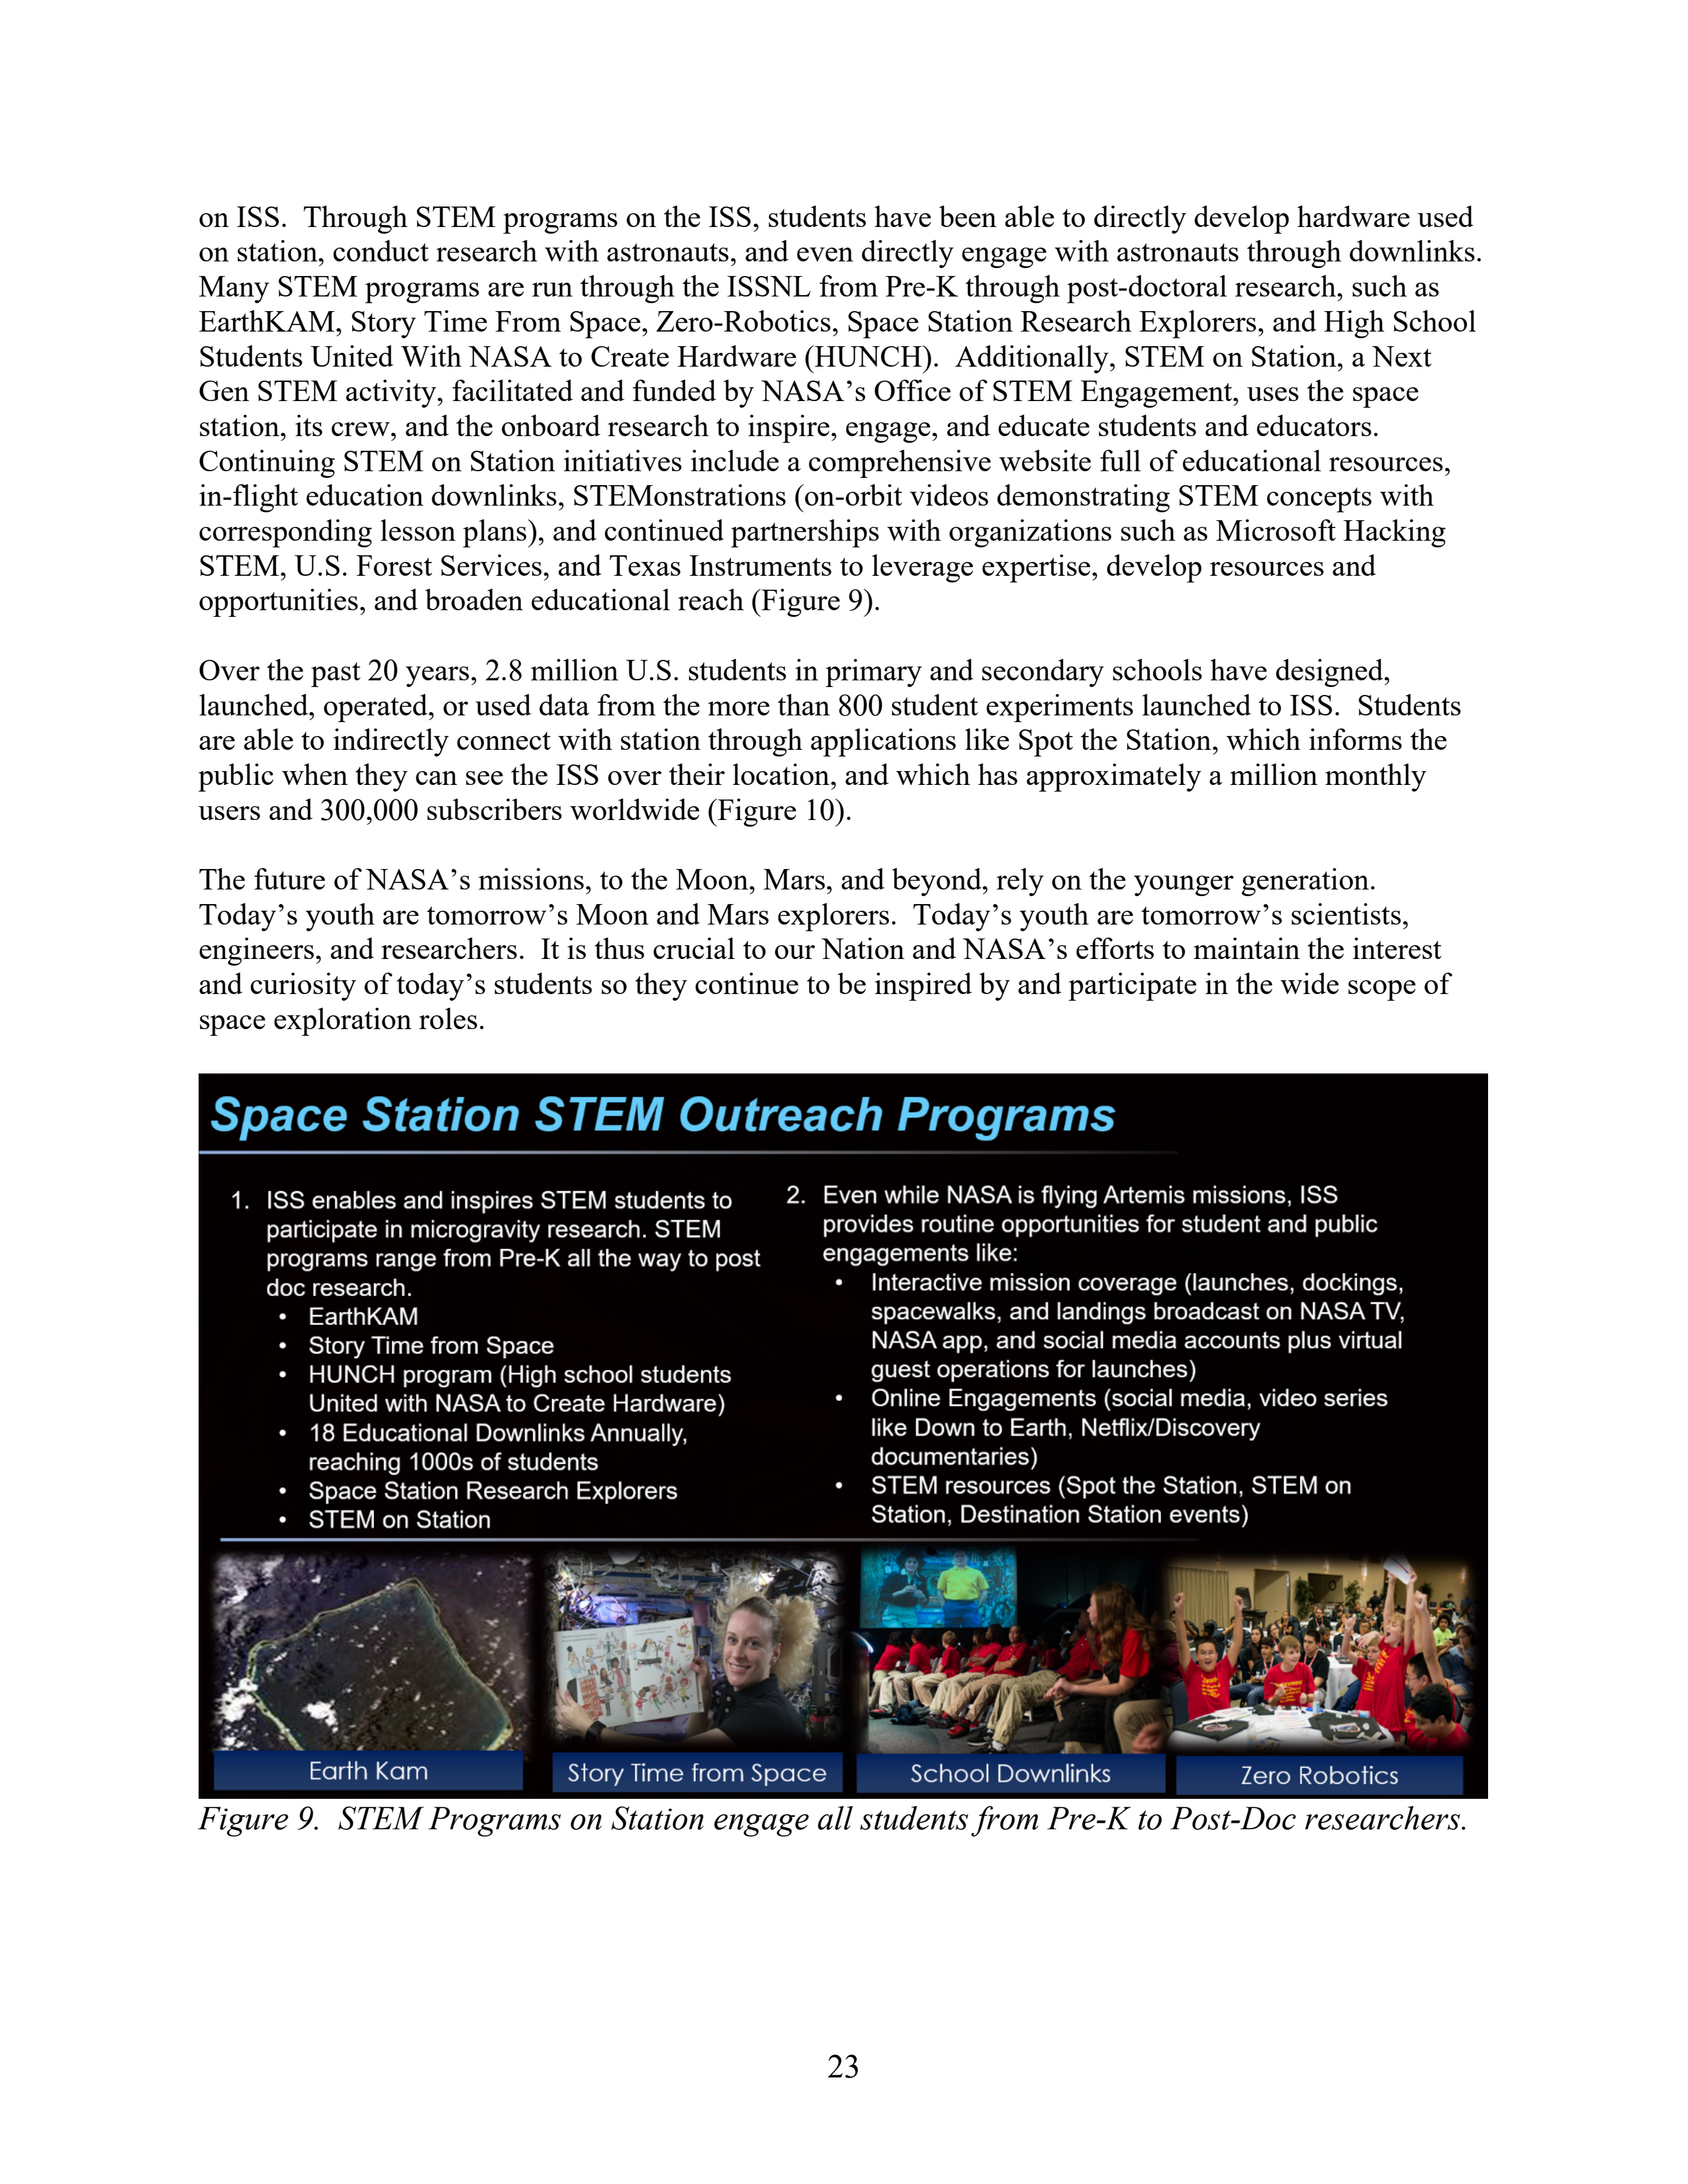 on ISS.  Through STEM programs on the ISS, students have been able to directly develop hardware used
on station, conduct research with astronauts, and even directly engage with astronauts through downlinks.
Many STEM programs are run through the ISSNL from Pre-K through post-doctoral research, such as
EarthKAM, Story Time From Space, Zero-Robotics, Space Station Research Explorers, and High School
Students United With NASA to Create Hardware (HUNCH).  Additionally, STEM on Station, a Next
Gen STEM activity, facilitated and funded by NASA’s Office of STEM Engagement, uses the space
station, its crew, and the onboard research to inspire, engage, and educate students and educators.
Continuing STEM on Station initiatives include a comprehensive website full of educational resources,
in-flight education downlinks, STEMonstrations (on-orbit videos demonstrating STEM concepts with
corresponding lesson plans), and continued partnerships with organizations such as Microsoft Hacking
STEM, U.S. Forest Services, and Texas Instruments to leverage expertise, develop resources and
opportunities, and broaden educational reach (Figure 9).
Over the past 20 years, 2.8 million U.S. students in primary and secondary schools have designed,
launched, operated, or used data from the more than 800 student experiments launched to ISS.  Students
are able to indirectly connect with station through applications like Spot the Station, which informs the
public when they can see the ISS over their location, and which has approximately a million monthly
users and 300,000 subscribers worldwide (Figure 10).
The future of NASA’s missions, to the Moon, Mars, and beyond, rely on the younger generation.
Today’s youth are tomorrow’s Moon and Mars explorers.  Today’s youth are tomorrow’s scientists,
engineers, and researchers.  It is thus crucial to our Nation and NASA’s efforts to maintain the interest
and curiosity of today’s students so they continue to be inspired by and participate in the wide scope of
space exploration roles.
Space Station STEM Outreach Programs
1. ISS enables and inspires STEM students to
participate in microgravity research. STEM
programs range from Pre-K all the way to post
doc research.
• EarthKAM
• Story Time from Space
• HUNCH program (High school students
United with NASA to Create Hardware)
• 18 Educational Downlinks Annually,
reaching 1000s of students
• Space Station Research Explorers
• STEM on Station
2. Even while NASA is flying Artemis missions, ISS
provides routine opportunities for student and public
engagements like:
• Interactive mission coverage (launches, dockings,
spacewalks, and landings broadcast on NASA TV,
NASA app, and social media accounts plus virtual
guest operations for launches)
• Online Engagements (social media, video series
like Down to Earth, Netflix/Discovery
documentaries)
• STEM resources (Spot the Station, STEM on
Station, Destination Station events)
Earth Kam
Story Time from Space
School Downlinks
Zero Robotics
Figure 9.  STEM Programs on Station engage all students from Pre-K to Post-Doc researchers.
23